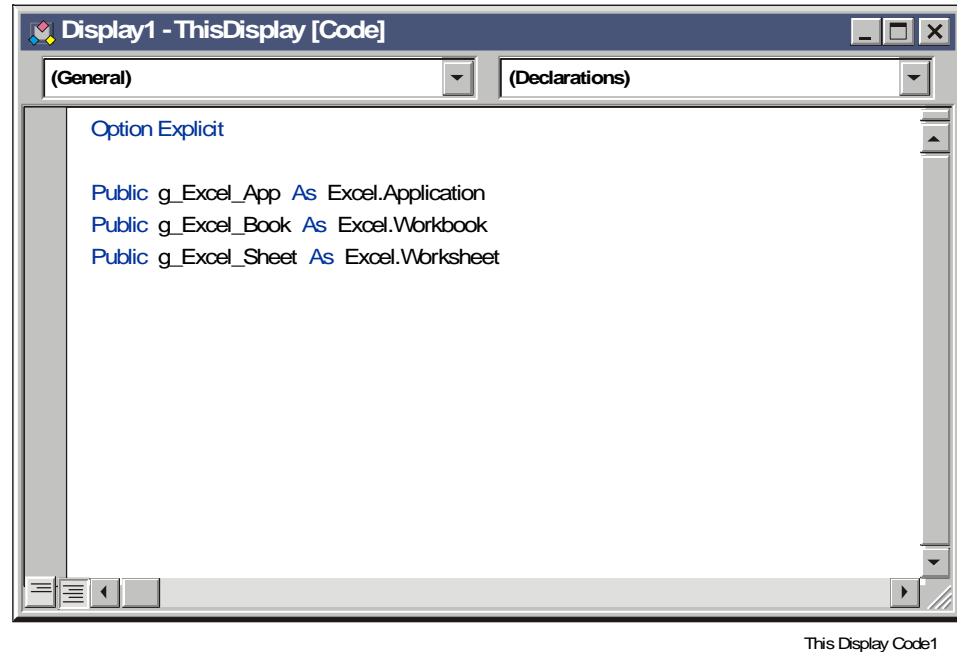 Display1 - ThisDisplay [Code]
(General) (Declarations)
Option Explicit
Public g_Excel_App As Excel.Application
Public g_Excel_Book As Excel.Workbook
Public g_Excel_Sheet As Excel.Worksheet
This Display Code1